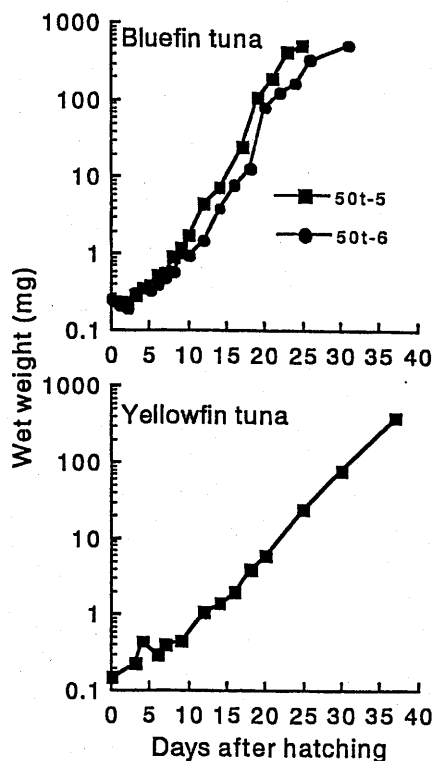 Bluefin tuna
1000
100
10
1
0.1
50t-5
50t-6
0 5 10 15 20 25 30 35 40
Wet weight (mg)
Yellowfin tuna
1000
100
10
1
0.1
0 5 10 15 20 25 30 35 40
Days after hatching